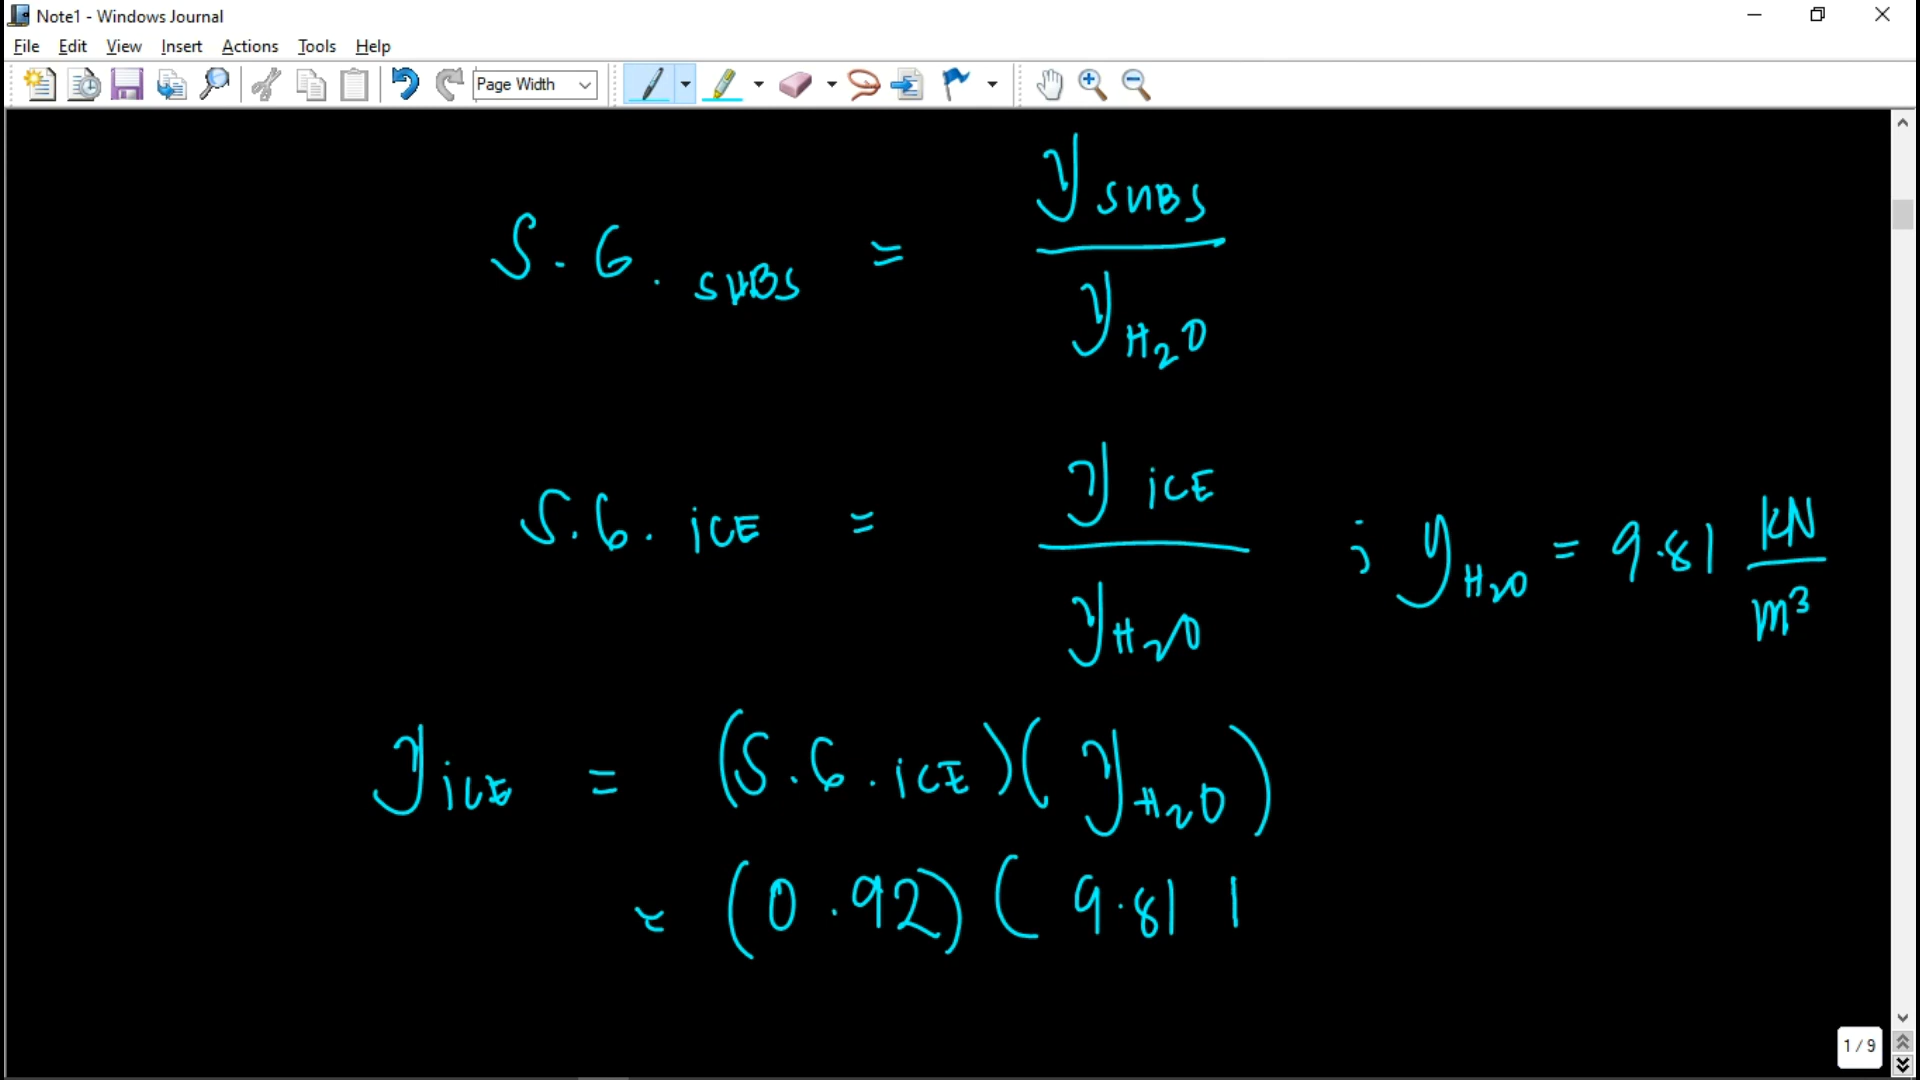 Note1 - Windows Journal
File Edit View Insert Actions Tools Help
Page Width
S.G. SUBS = γ SUBS / γ H₂O
S.G. iCE = γ iCE / γ H₂O ; γ H₂O = 9.81 kN / m³
γ iCE = (S.G. iCE)(γ H₂O)
= (0.92)(9.81 |
1 / 9